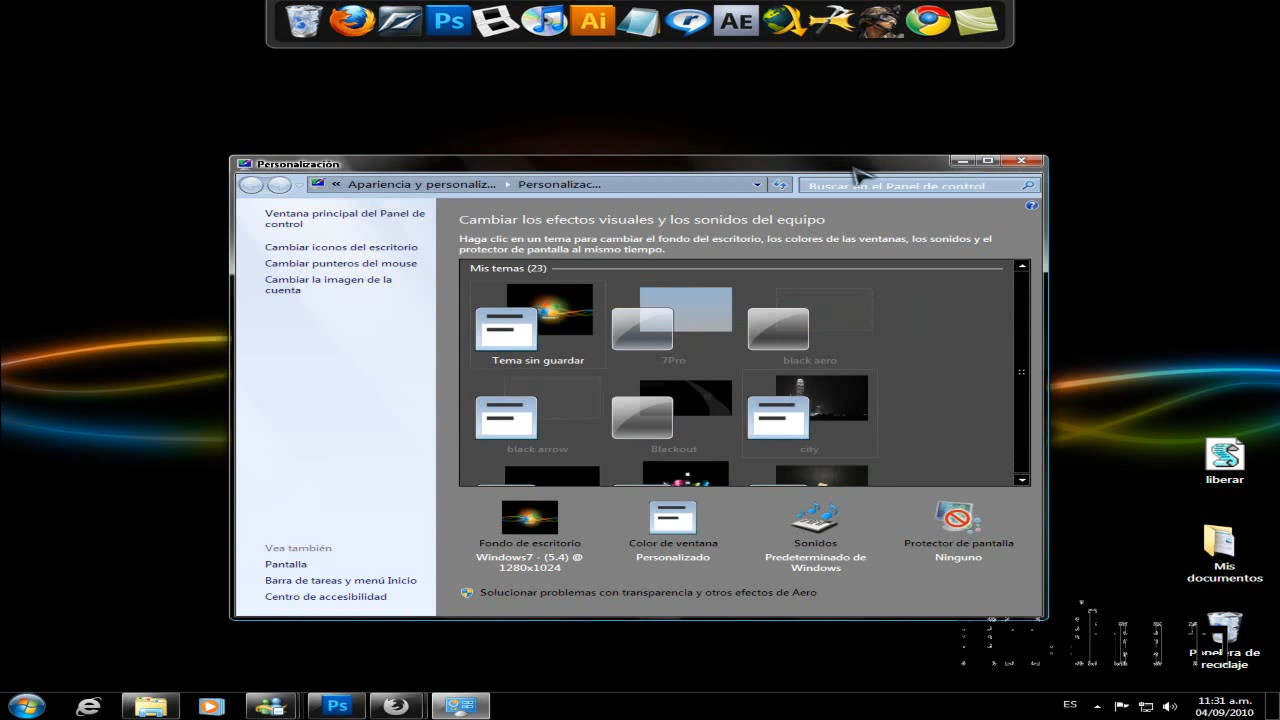 Ps
Ai
AE
Personalización
« Apariencia y personaliz... Personalizac...
Buscar en el Panel de control
Ventana principal del Panel de
control
Cambiar iconos del escritorio
Cambiar punteros del mouse
Cambiar la imagen de la
cuenta
Cambiar los efectos visuales y los sonidos del equipo
Haga clic en un tema para cambiar el fondo del escritorio, los colores de las ventanas, los sonidos y el
protector de pantalla al mismo tiempo.
Mis temas (23)
Tema sin guardar
7Pro
black aero
black arrow
Blackout
city
Fondo de escritorio
Windows7 - (5.4) @
1280x1024
Color de ventana
Personalizado
Sonidos
Predeterminado de
Windows
Protector de pantalla
Ninguno
Solucionar problemas con transparencia y otros efectos de Aero
Vea también
Pantalla
Barra de tareas y menú Inicio
Centro de accesibilidad
liberar
Mis
documentos
reciclaje
Ps
ES
11:31 a.m.
04/09/2010